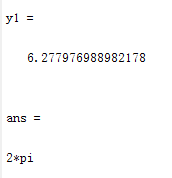 y1 =
6.277976988982178
ans =
2*pi